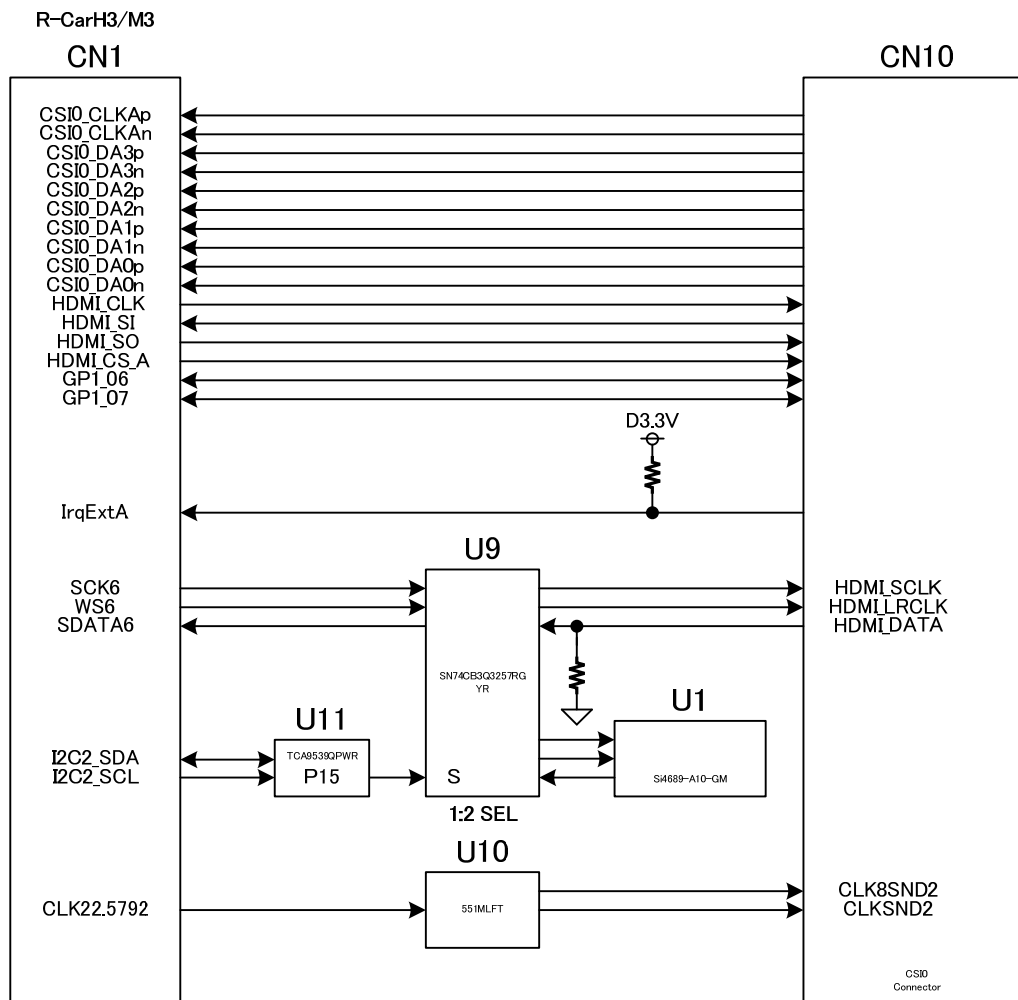 R-CarH3/M3
CN1
CN10
CSI0_CLKAp
CSI0_CLKAn
CSI0_DA3p
CSI0_DA3n
CSI0_DA2p
CSI0_DA2n
CSI0_DA1p
CSI0_DA1n
CSI0_DA0p
CSI0_DA0n
HDMI_CLK
HDMI_SI
HDMI_SO
HDMI_CS_A
GP1_06
GP1_07
D3.3V
IrqExtA
U9
SCK6
HDMI_SCLK
WS6
HDMI_LRCLK
SDATA6
HDMI_DATA
SN74CB3Q3257RG
YR
U11
U1
I2C2_SDA
TCA9539QPWR
I2C2_SCL
P15
S
Si4689-A10-GM
1:2 SEL
U10
CLK8SND2
CLK22.5792
551MLFT
CLKSND2
CSI0
Connector